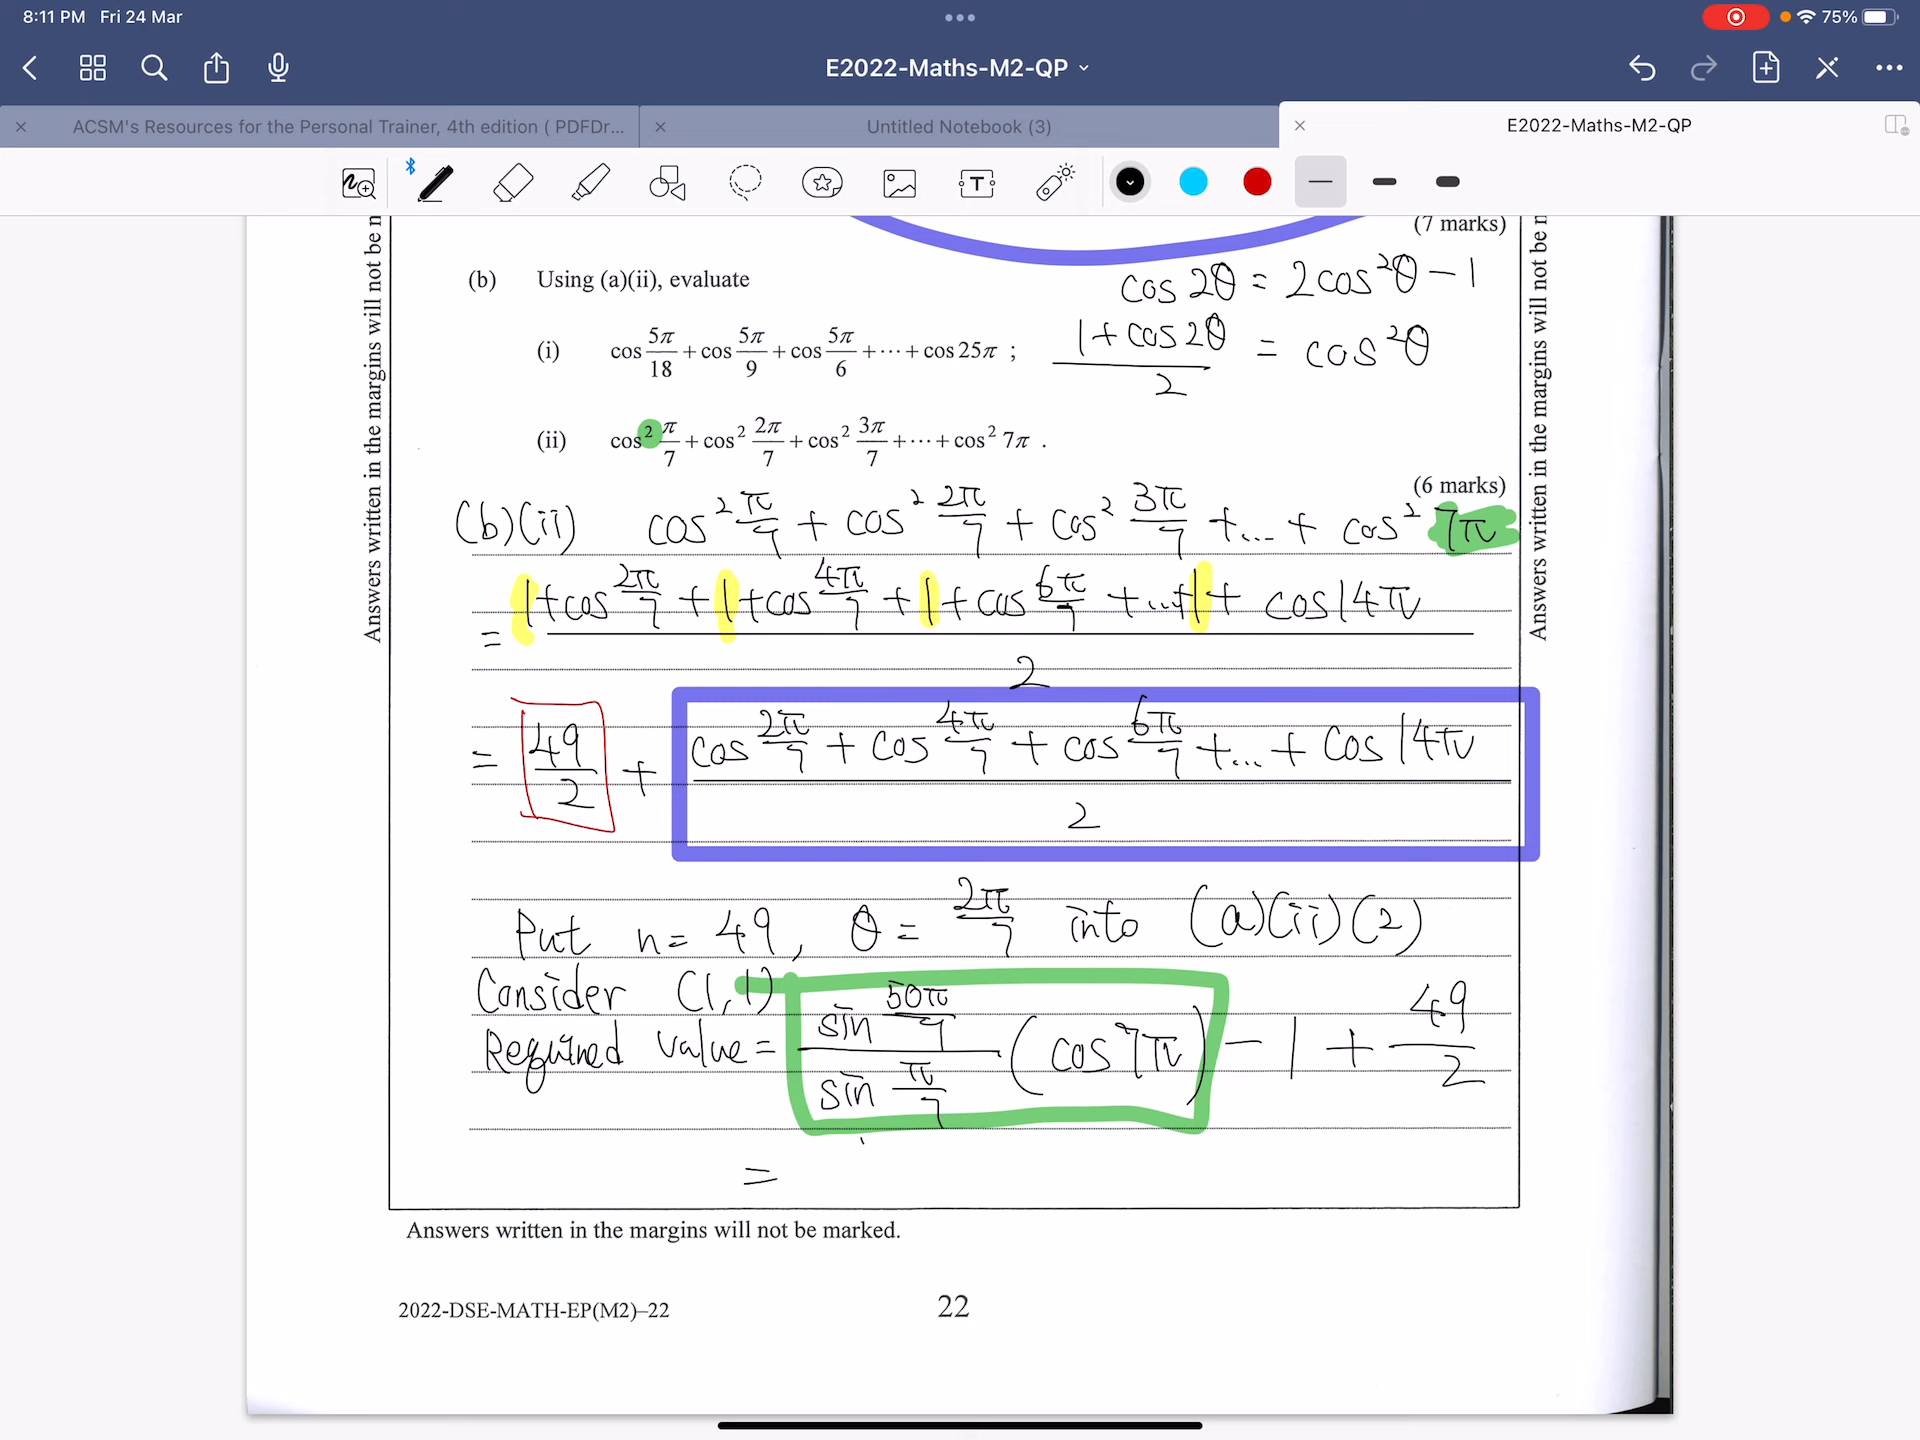 8:11 PM Fri 24 Mar
75%
E2022-Maths-M2-QP
ACSM's Resources for the Personal Trainer, 4th edition ( PDFDr...
Untitled Notebook (3)
E2022-Maths-M2-QP
(7 marks)
Answers written in the margins will not be
Answers written in the margins will not be
(b) Using (a)(ii), evaluate
cos 2θ = 2cos²θ − 1
(i) cos 5π/18 + cos 5π/9 + cos 5π/6 + ⋯ + cos 25π ;
(1 + cos 2θ)/2 = cos²θ
(ii) cos² π/7 + cos² 2π/7 + cos² 3π/7 + ⋯ + cos² 7π .
(6 marks)
(b)(ii) cos² π/7 + cos² 2π/7 + cos² 3π/7 + ... + cos² 7π
= (1 + cos 2π/7 + 1 + cos 4π/7 + 1 + cos 6π/7 + ... + 1 + cos 14π)/2
= 49/2 + (cos 2π/7 + cos 4π/7 + cos 6π/7 + ... + cos 14π)/2
Put n = 49, θ = 2π/7 into (a)(ii)(2)
Consider (1,1)
Required value = (sin 50π/7)/(sin π/7) (cos 7π) − 1 + 49/2
=
Answers written in the margins will not be marked.
2022-DSE-MATH-EP(M2)–22
22